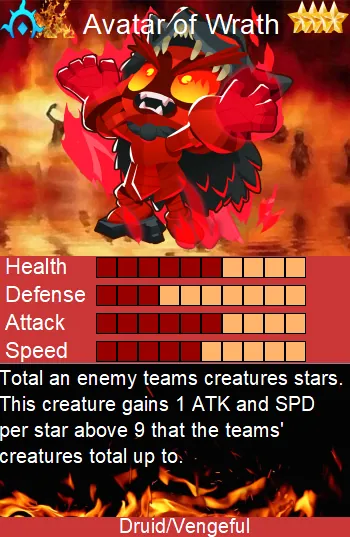 Avatar of Wrath
Health
Defense
Attack
Speed
Total an enemy teams creatures stars.
This creature gains 1 ATK and SPD
per star above 9 that the teams'
creatures total up to.
Druid/Vengeful